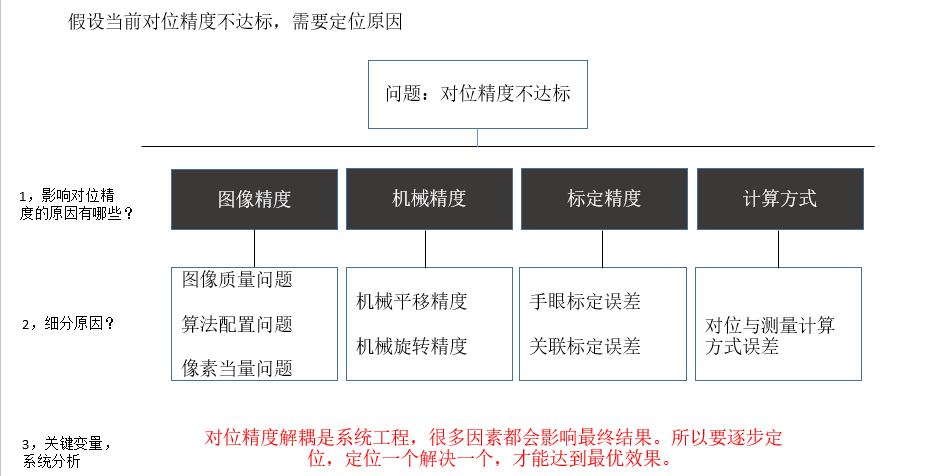 假设当前对位精度不达标，需要定位原因
问题：对位精度不达标
1，影响对位精
度的原因有哪些？
图像精度
机械精度
标定精度
计算方式
2，细分原因？
图像质量问题
算法配置问题
像素当量问题
机械平移精度
机械旋转精度
手眼标定误差
关联标定误差
对位与测量计算
方式误差
3，关键变量，
系统分析
对位精度解耦是系统工程，很多因素都会影响最终结果。所以要逐步定
位，定位一个解决一个，才能达到最优效果。